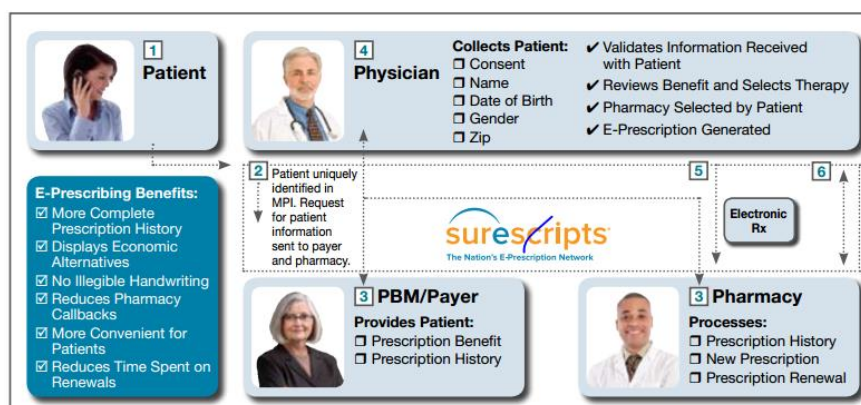 1
Patient
4
Physician
Collects Patient:
❒ Consent
❒ Name
❒ Date of Birth
❒ Gender
❒ Zip
✔ Validates Information Received
with Patient
✔ Reviews Benefit and Selects Therapy
✔ Pharmacy Selected by Patient
✔ E-Prescription Generated
E-Prescribing Benefits:
☑ More Complete
Prescription History
☑ Displays Economic
Alternatives
☑ No Illegible Handwriting
☑ Reduces Pharmacy
Callbacks
☑ More Convenient for
Patients
☑ Reduces Time Spent on
Renewals
2
Patient uniquely
identified in
MPI. Request
for patient
information
sent to payer
and pharmacy.
surescripts
The Nation's E-Prescription Network
5
6
Electronic
Rx
3 PBM/Payer
Provides Patient:
❒ Prescription Benefit
❒ Prescription History
3 Pharmacy
Processes:
❒ Prescription History
❒ New Prescription
❒ Prescription Renewal